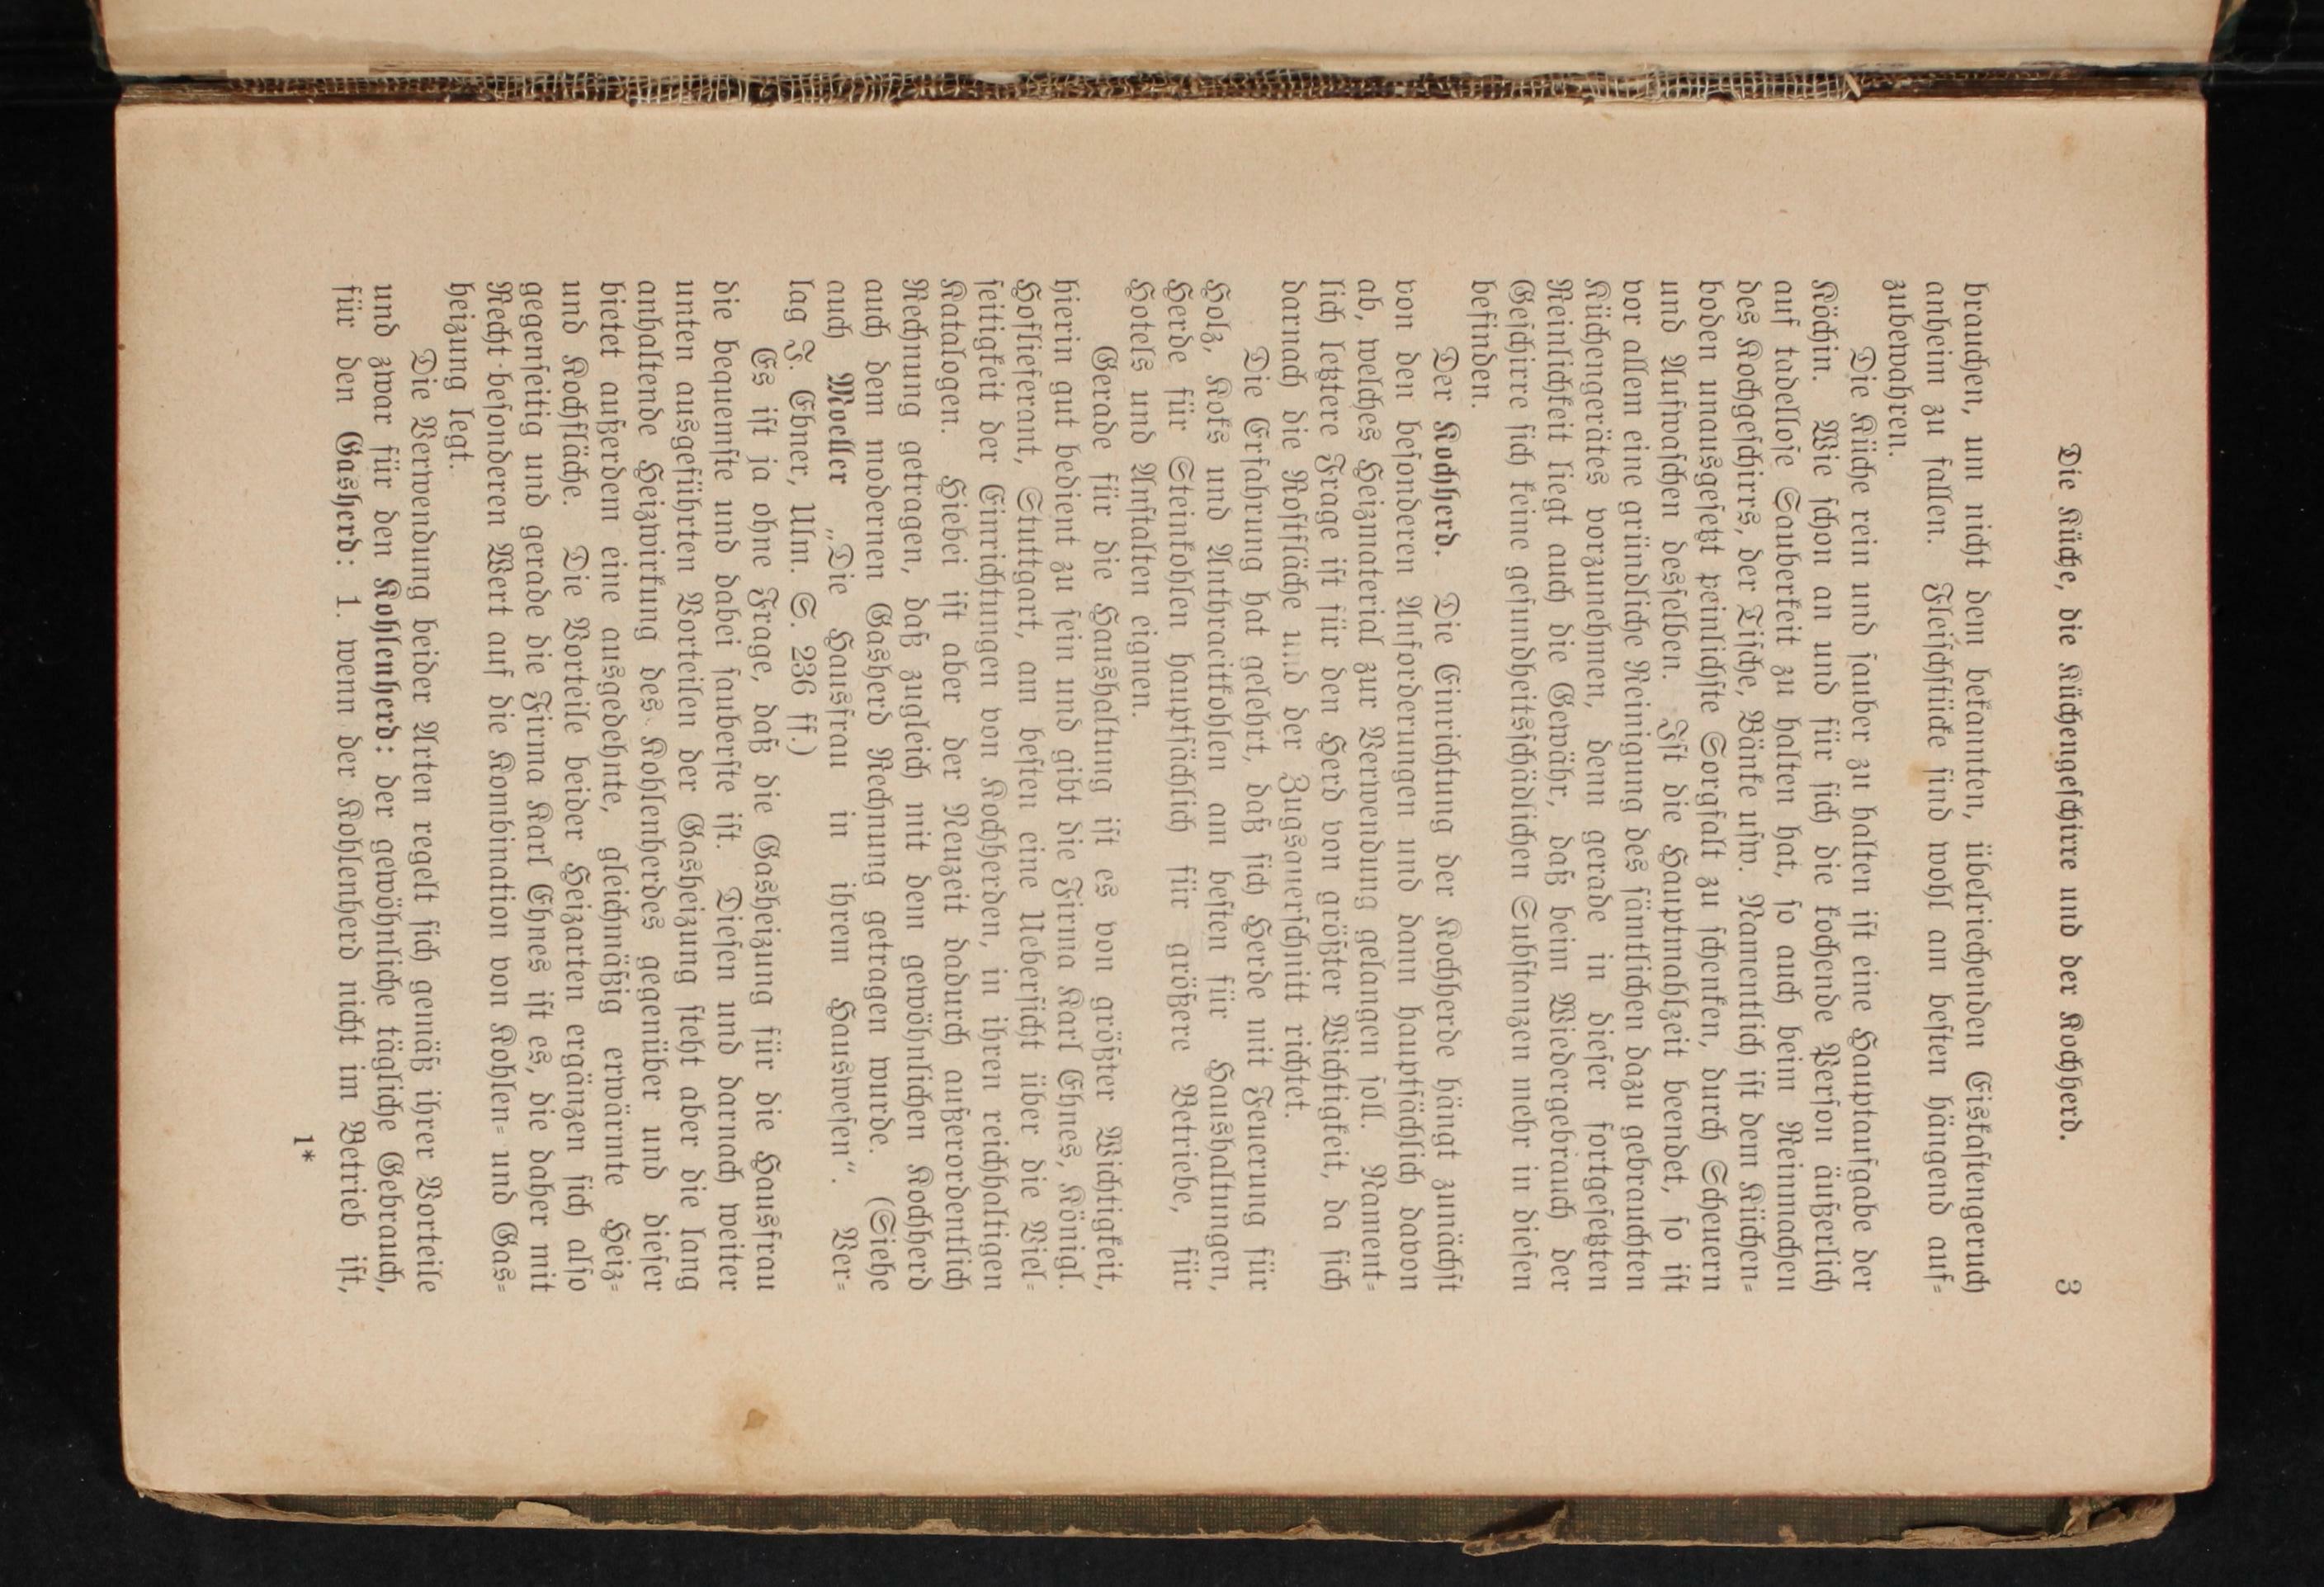 Die Küche, die Küchengeschirre und der Kochherd. 3
brauchen, um nicht dem bekannten, übelriechenden Eiskastengeruch
anheim zu fallen. Fleischstücke sind wohl am besten hängend auf-
zubewahren.
Die Küche rein und sauber zu halten ist eine Hauptaufgabe der
Köchin. Wie schon an und für sich die kochende Person äußerlich
auf tadellose Sauberkeit zu halten hat, so auch beim Reinmachen
des Kochgeschirrs, der Tische, Bänke usw. Namentlich ist dem Küchen-
boden unausgesetzt peinlichste Sorgfalt zu schenken, durch Scheuern
und Aufwaschen desselben. Ist die Hauptmahlzeit beendet, so ist
vor allem eine gründliche Reinigung des sämtlichen dazu gebrauchten
Küchengerätes vorzunehmen, denn gerade in dieser fortgesetzten
Reinlichkeit liegt auch die Gewähr, daß beim Wiedergebrauch der
Geschirre sich keine gesundheitsschädlichen Substanzen mehr in diesen
befinden.
Der Kochherd. Die Einrichtung der Kochherde hängt zunächst
von den besonderen Anforderungen und dann hauptsächlich davon
ab, welches Heizmaterial zur Verwendung gelangen soll. Nament-
lich letztere Frage ist für den Herd von größter Wichtigkeit, da sich
darnach die Rostfläche und der Zugsquerschnitt richtet.
Die Erfahrung hat gelehrt, daß sich Herde mit Feuerung für
Holz, Koks und Anthracitkohlen am besten für Haushaltungen,
Herde für Steinkohlen hauptsächlich für größere Betriebe, für
Hotels und Anstalten eignen.
Gerade für die Haushaltung ist es von größter Wichtigkeit,
hierin gut bedient zu sein und gibt die Firma Karl Ehnes, Königl.
Hoflieferant, Stuttgart, am besten eine Uebersicht über die Viel-
seitigkeit der Einrichtungen von Kochherden, in ihren reichhaltigen
Katalogen. Hiebei ist aber der Neuzeit dadurch außerordentlich
Rechnung getragen, daß zugleich mit dem gewöhnlichen Kochherd
auch dem modernen Gasherd Rechnung getragen wurde. (Siehe
auch Moeller „Die Hausfrau in ihrem Hauswesen“. Ver-
lag J. Ebner, Ulm. S. 236 ff.)
Es ist ja ohne Frage, daß die Gasheizung für die Hausfrau
die bequemste und dabei sauberste ist. Diesen und darnach weiter
unten ausgeführten Vorteilen der Gasheizung steht aber die lang
anhaltende Heizwirkung des Kohlenherdes gegenüber und dieser
bietet außerdem eine ausgedehnte, gleichmäßig erwärmte Heiz-
und Kochfläche. Die Vorteile beider Heizarten ergänzen sich also
gegenseitig und gerade die Firma Karl Ehnes ist es, die daher mit
Recht besonderen Wert auf die Kombination von Kohlen- und Gas-
heizung legt.
Die Verwendung beider Arten regelt sich gemäß ihrer Vorteile
und zwar für den Kohlenherd: der gewöhnliche tägliche Gebrauch,
für den Gasherd: 1. wenn der Kohlenherd nicht im Betrieb ist,
1*